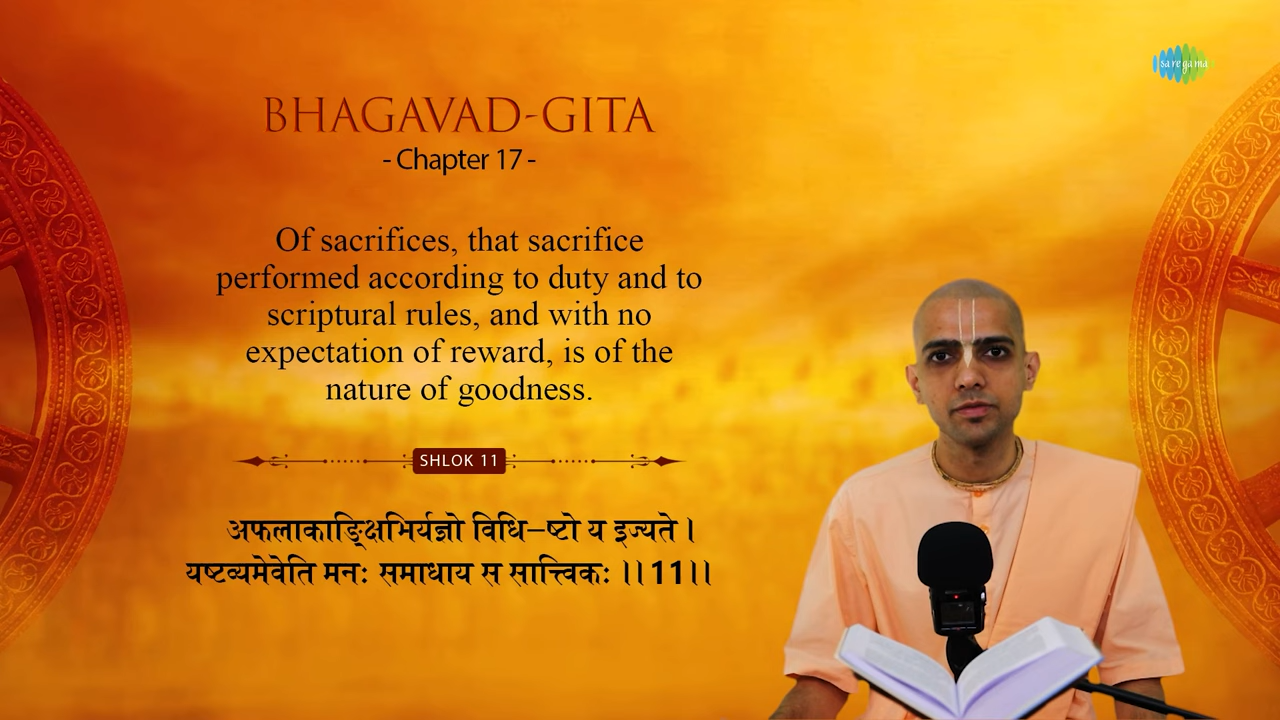 saregama
BHAGAVAD-GITA
- Chapter 17 -
Of sacrifices, that sacrifice
performed according to duty and to
scriptural rules, and with no
expectation of reward, is of the
nature of goodness.
SHLOK 11
अफलाकाङ्क्षिभिर्यज्ञो विधि–ष्टो य इज्यते ।
यष्टव्यमेवेति मनः समाधाय स सात्त्विकः ।। 11।।